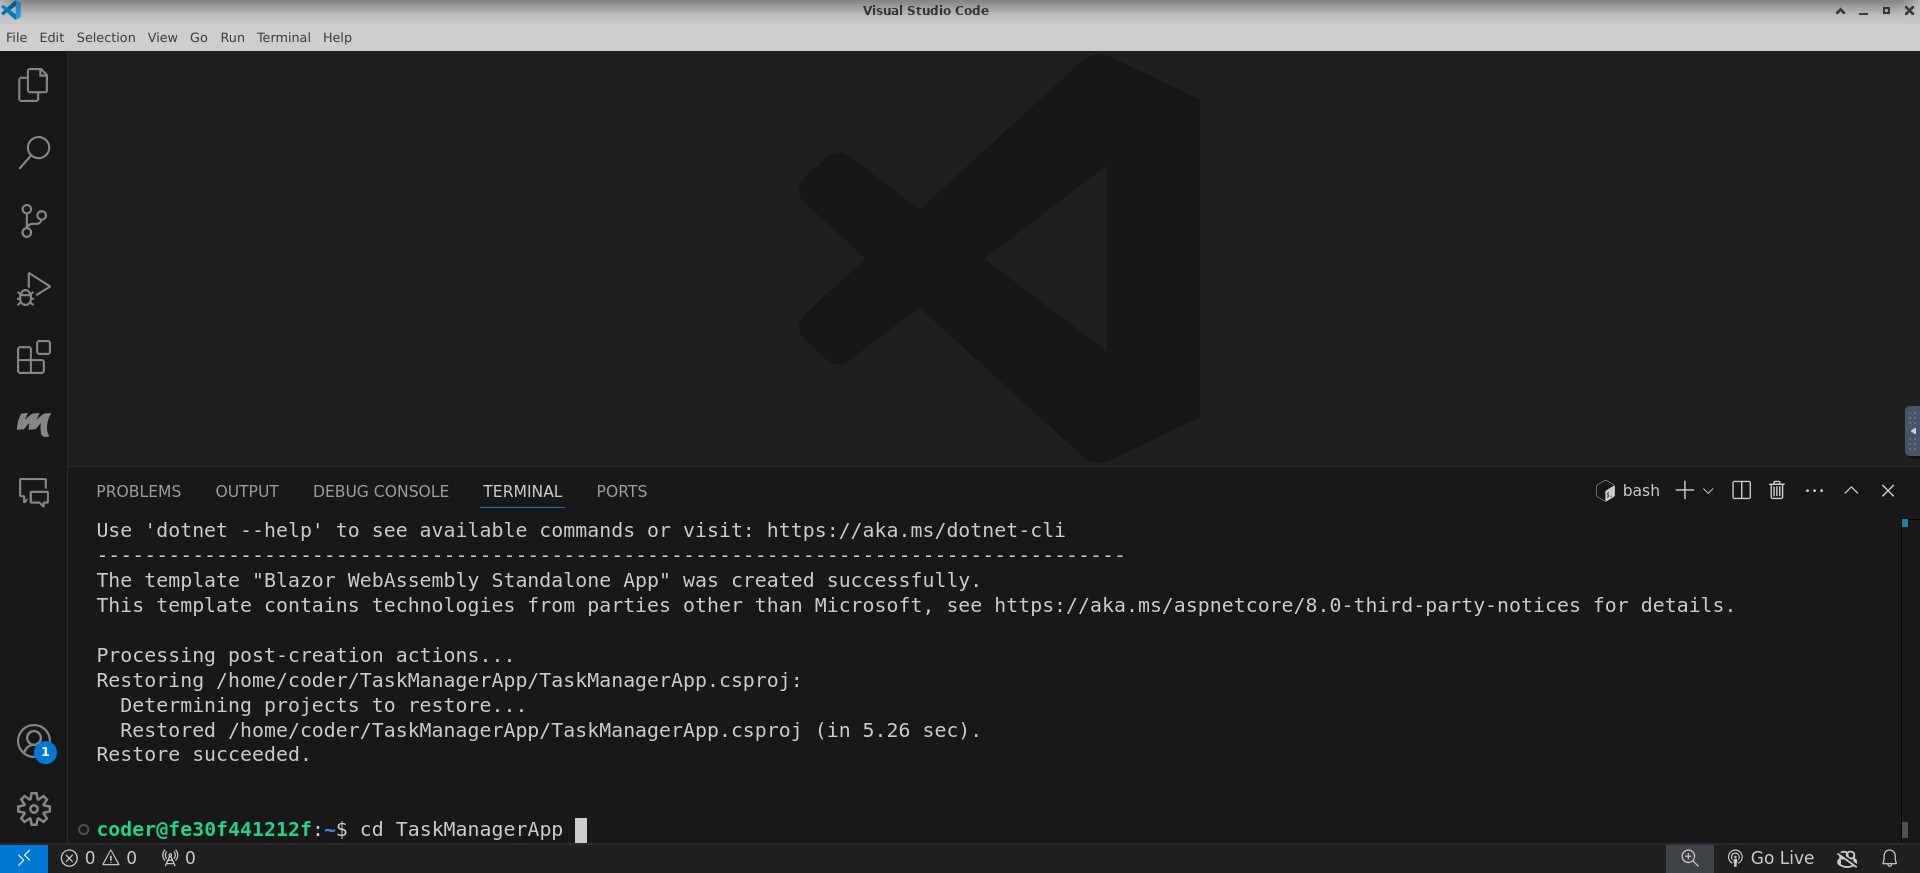 Visual Studio Code
File Edit Selection View Go Run Terminal Help
PROBLEMS OUTPUT DEBUG CONSOLE TERMINAL PORTS bash
Use 'dotnet --help' to see available commands or visit: https://aka.ms/dotnet-cli
--------------------------------------------------------------------------------------
The template "Blazor WebAssembly Standalone App" was created successfully.
This template contains technologies from parties other than Microsoft, see https://aka.ms/aspnetcore/8.0-third-party-notices for details.
Processing post-creation actions...
Restoring /home/coder/TaskManagerApp/TaskManagerApp.csproj:
  Determining projects to restore...
  Restored /home/coder/TaskManagerApp/TaskManagerApp.csproj (in 5.26 sec).
Restore succeeded.
1
coder@fe30f441212f:~$ cd TaskManagerApp
0 0 0 Go Live